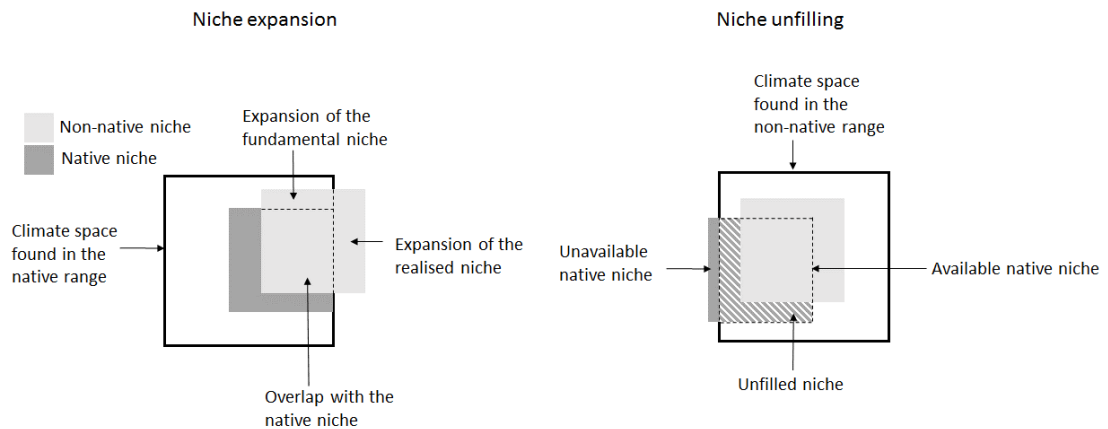 Niche expansion
Non-native niche
Native niche
Expansion of the
fundamental niche
Climate space
found in the
native range
Expansion of the
realised niche
Overlap with the
native niche
Niche unfilling
Climate space
found in the
non-native range
Unavailable
native niche
Available native niche
Unfilled niche